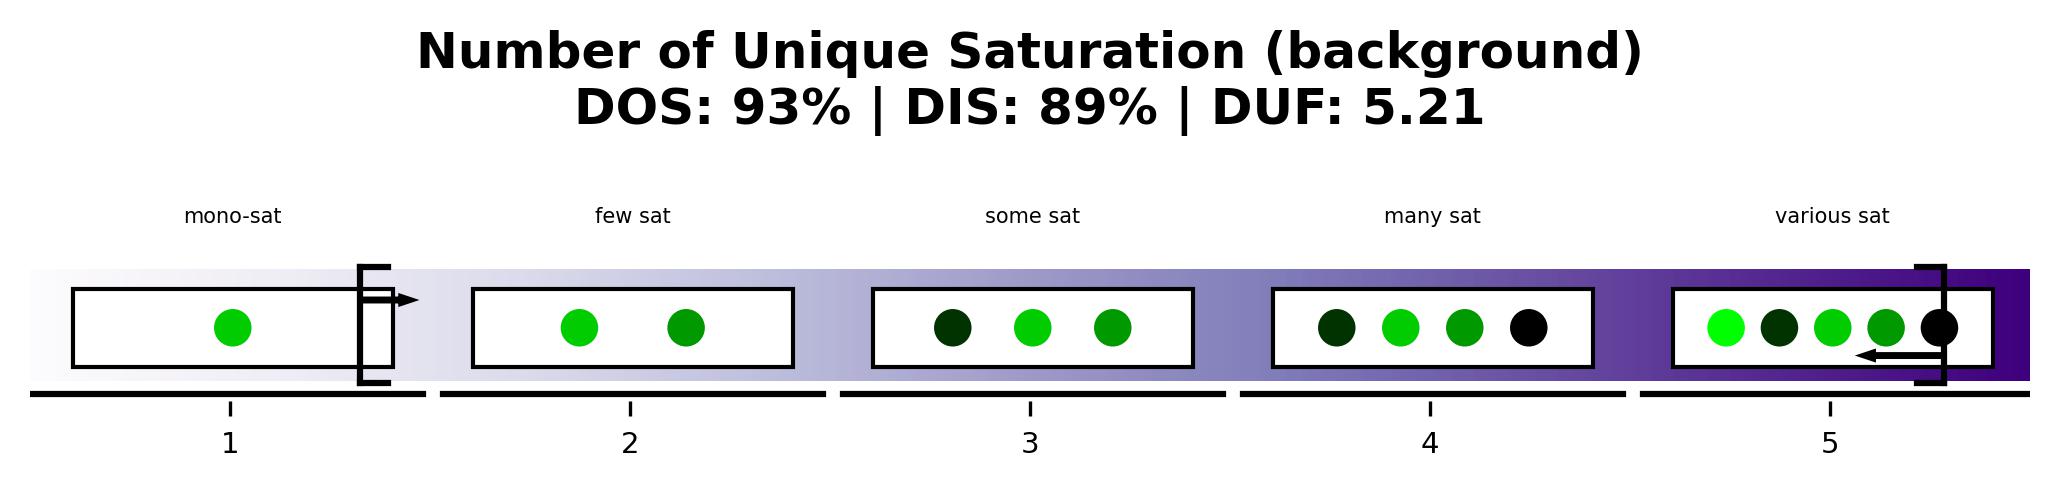 Number of Unique Saturation (background)
DOS: 93% | DIS: 89% | DUF: 5.21
mono-sat few sat some sat many sat various sat
1 2 3 4 5